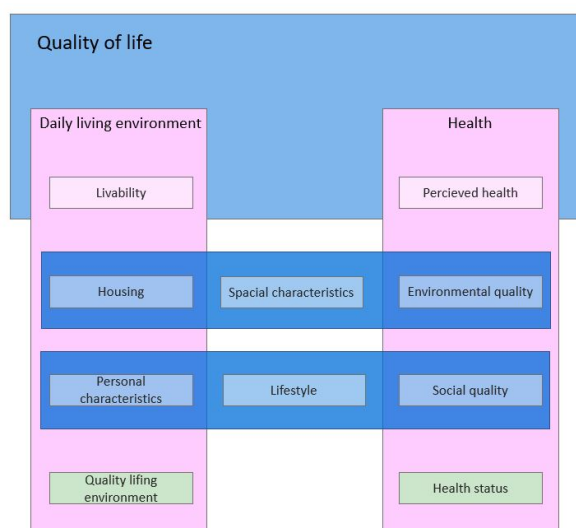 Quality of life
Daily living environment
Health
Livability
Percieved health
Housing
Spacial characteristics
Environmental quality
Personal
characteristics
Lifestyle
Social quality
Quality lifing
environment
Health status